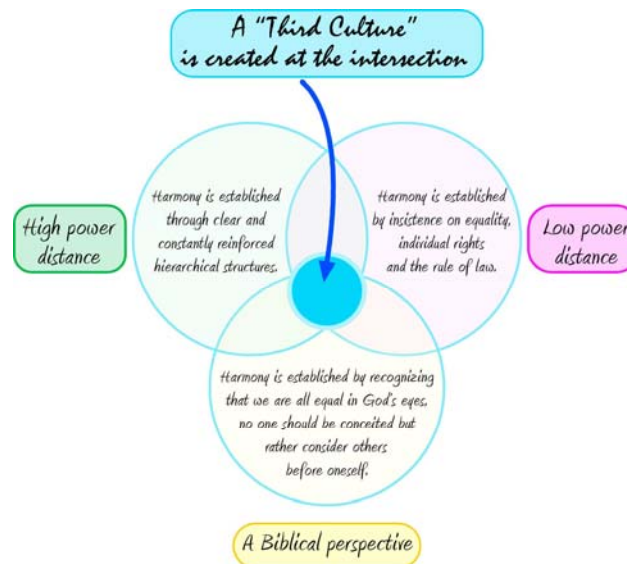 A “Third Culture”
is created at the intersection
High power
distance
Harmony is established
through clear and
constantly reinforced
hierarchical structures.
Harmony is established
by insistence on equality,
individual rights
and the rule of law.
Low power
distance
Harmony is established by recognizing
that we are all equal in God's eyes,
no one should be conceited but
rather consider others
before oneself.
A Biblical perspective